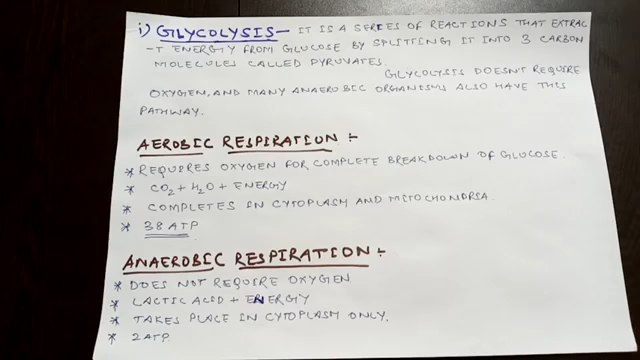 i) GLYCOLYSIS - IT IS A SERIES OF REACTIONS THAT EXTRAC
-T ENERGY FROM GLUCOSE BY SPLITTING IT INTO 3 CARBON
MOLECULES CALLED PYRUVATES.
GLYCOLYSIS DOESN'T REQUIRE
OXYGEN, AND MANY ANAEROBIC ORGANISMS ALSO HAVE THIS
PATHWAY.
AEROBIC RESPIRATION :-
* REQUIRES OXYGEN FOR COMPLETE BREAKDOWN OF GLUCOSE.
* CO2 + H2O + ENERGY
* COMPLETES IN CYTOPLASM AND MITOCHONDRIA.
* 38 ATP
ANAEROBIC RESPIRATION :-
* DOES NOT REQUIRE OXYGEN
* LACTIC ACID + ENERGY
* TAKES PLACE IN CYTOPLASM ONLY.
* 2 ATP